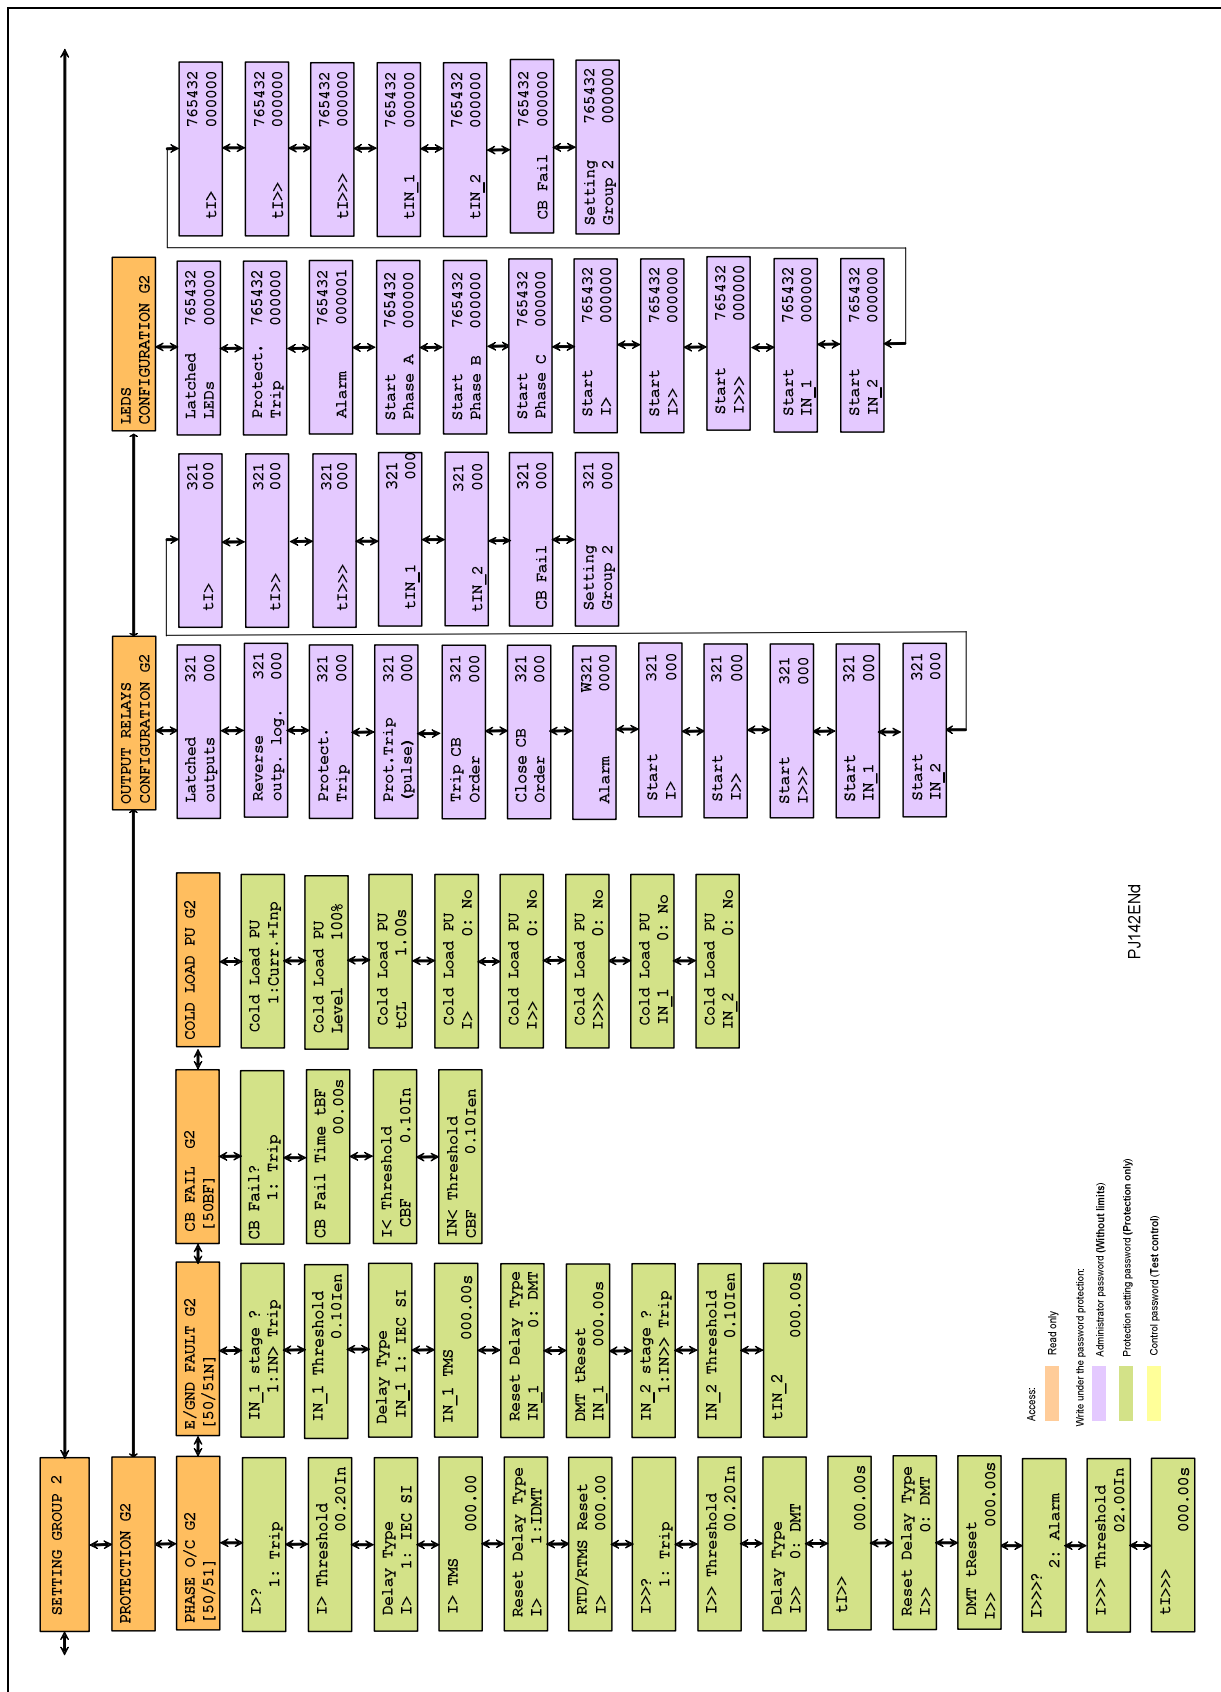 SETTING GROUP 2
PROTECTION G2
PHASE O/C G2
[50/51]
I>?
1: Trip
I> Threshold
00.20In
Delay Type
I> 1: IEC SI
I> TMS
000.00
Reset Delay Type
I> 1:IDMT
RTD/RTMS Reset
I> 000.00
I>>?
1: Trip
I>> Threshold
00.20In
Delay Type
I>> 0: DMT
tI>>
000.00s
Reset Delay Type
I>> 0: DMT
DMT tReset
I>> 000.00s
I>>>?
2: Alarm
I>>> Threshold
02.00In
tI>>>
000.00s
E/GND FAULT G2
[50/51N]
IN_1 stage ?
1:IN> Trip
IN_1 Threshold
0.10Ien
Delay Type
IN_1 1: IEC SI
IN_1 TMS
000.00s
Reset Delay Type
IN_1 0: DMT
DMT tReset
IN_1 000.00s
IN_2 stage ?
1:IN>> Trip
IN_2 Threshold
0.10Ien
tIN_2
000.00s
CB FAIL G2
[50BF]
CB Fail?
1: Trip
CB Fail Time tBF
00.00s
I< Threshold
CBF 0.10In
IN< Threshold
CBF 0.10Ien
COLD LOAD PU G2
Cold Load PU
1:Curr.+Inp
Cold Load PU
Level 100%
Cold Load PU
tCL 1.00s
Cold Load PU
I> 0: No
Cold Load PU
I>> 0: No
Cold Load PU
I>>> 0: No
Cold Load PU
IN_1 0: No
Cold Load PU
IN_2 0: No
OUTPUT RELAYS
CONFIGURATION G2
Latched 321
outputs 000
Reverse 321
outp. log. 000
Protect. 321
Trip 000
Prot.Trip 321
(pulse) 000
Trip CB 321
Order 000
Close CB 321
Order 000
W321
Alarm 0000
Start 321
I> 000
Start 321
I>> 000
Start 321
I>>> 000
Start 321
IN_1 000
Start 321
IN_2 000
321
tI> 000
321
tI>> 000
321
tI>>> 000
321
tIN_1 000
321
tIN_2 000
321
CB Fail 000
Setting 321
Group 2 000
LEDS
CONFIGURATION G2
Latched 765432
LEDs 000000
Protect. 765432
Trip 000000
765432
Alarm 000001
Start 765432
Phase A 000000
Start 765432
Phase B 000000
Start 765432
Phase C 000000
Start 765432
I> 000000
Start 765432
I>> 000000
Start 765432
I>>> 000000
Start 765432
IN_1 000000
Start 765432
IN_2 000000
765432
tI> 000000
765432
tI>> 000000
765432
tI>>> 000000
765432
tIN_1 000000
765432
tIN_2 000000
765432
CB Fail 000000
Setting 765432
Group 2 000000
Access:
Read only
Write under the password protection:
Administrator password (Without limits)
Protection setting password (Protection only)
Control password (Test control)
PJ142ENd